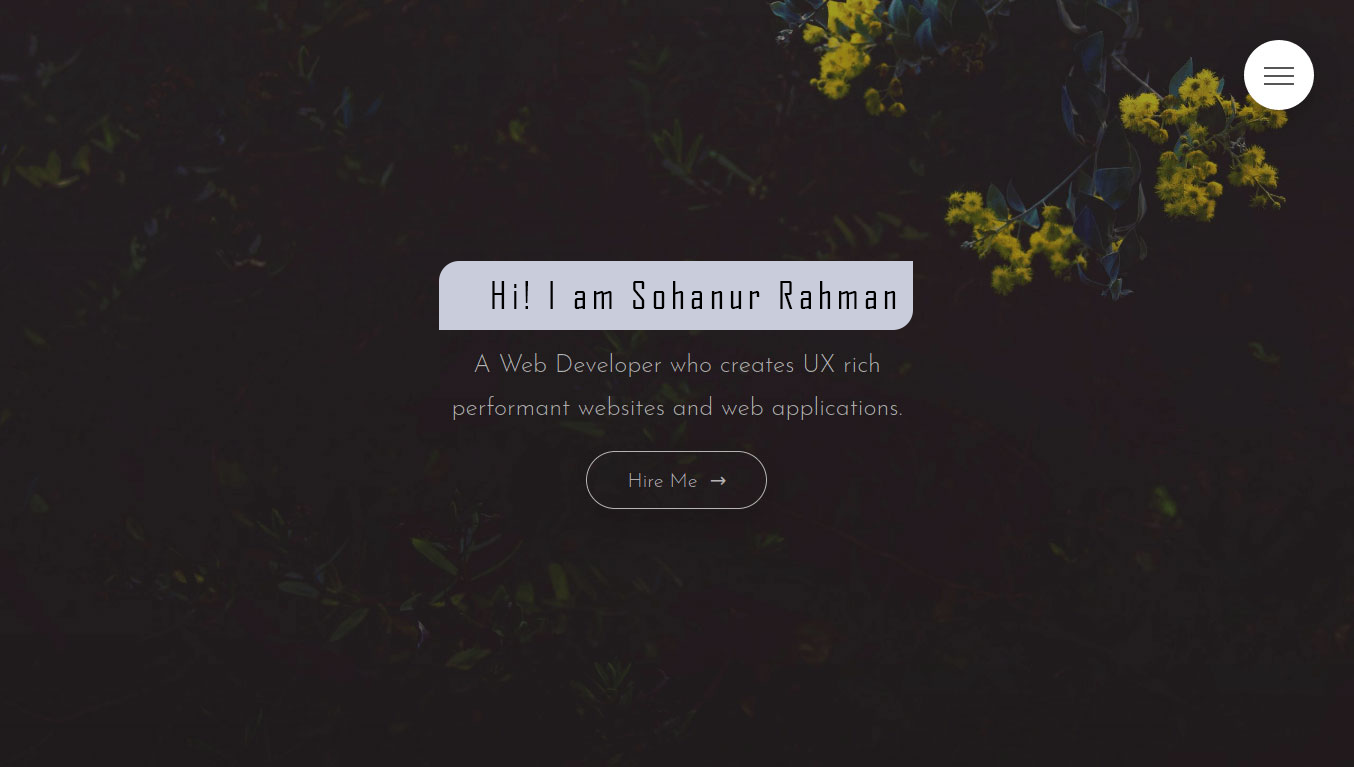 Hi! I am Sohanur Rahman
A Web Developer who creates UX rich
performant websites and web applications.
Hire Me →